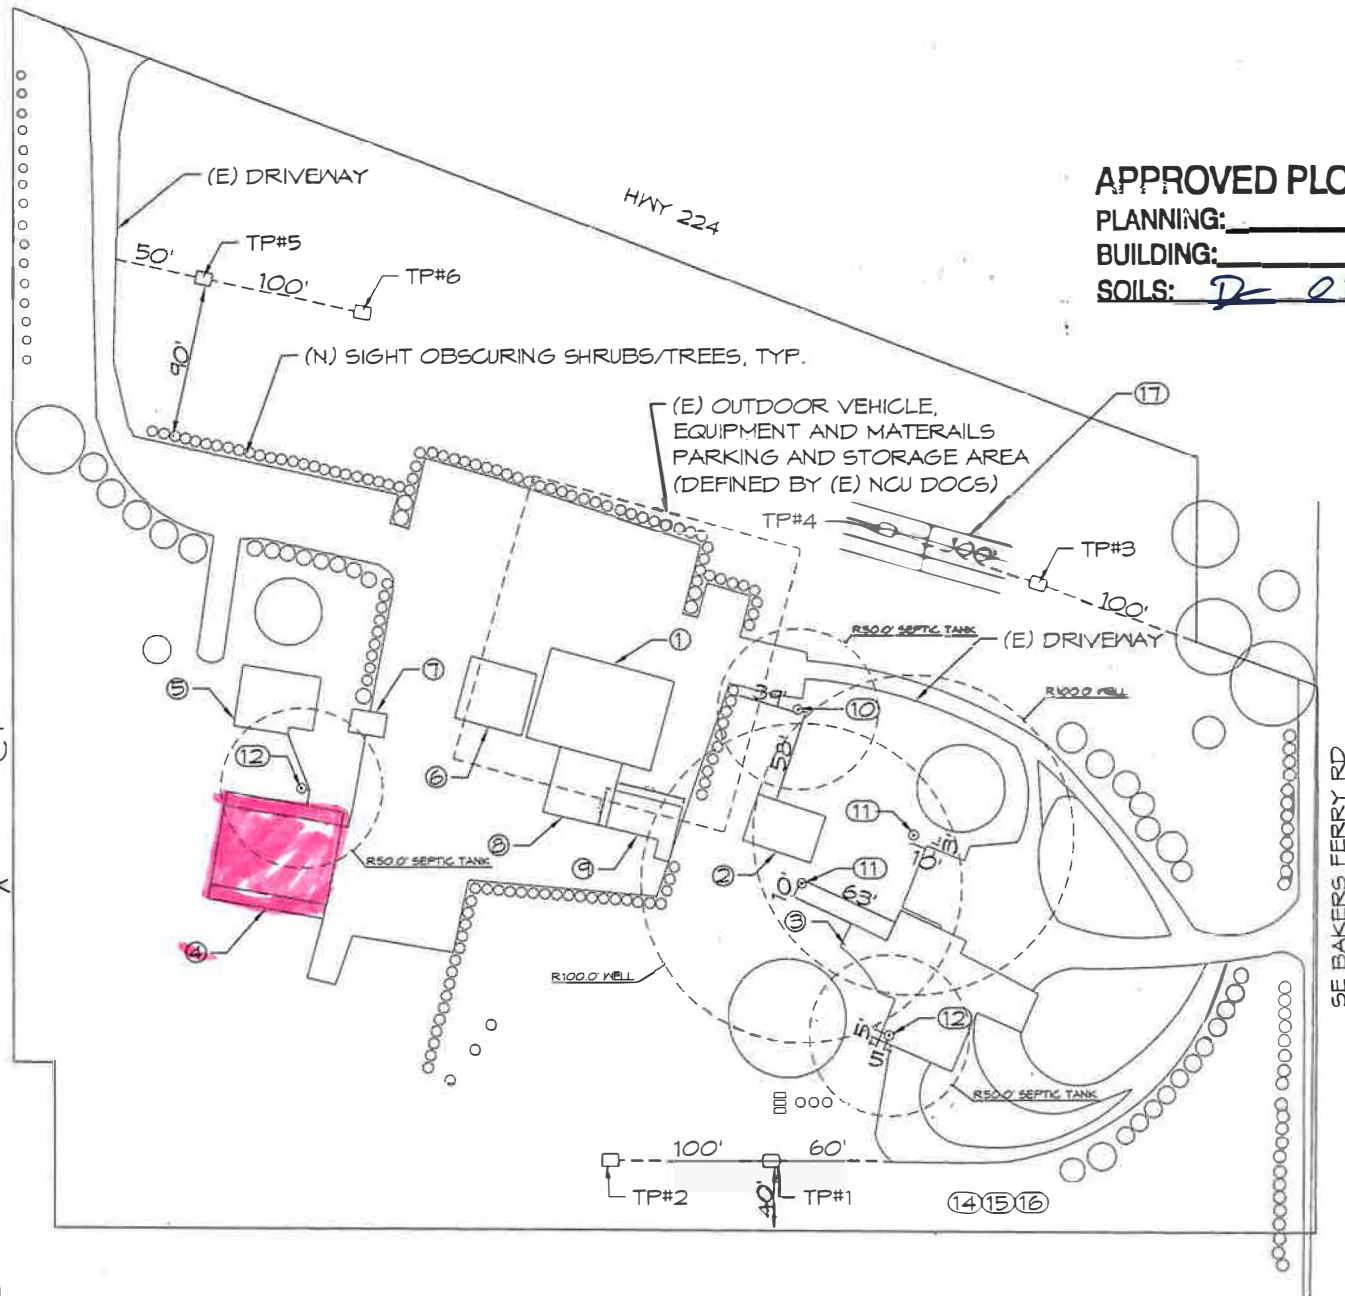 HWY 224
APPROVED PLO
PLANNING:
BUILDING:
SOILS:
(E) DRIVEWAY
TP#5
50'
100'
TP#6
90'
(N) SIGHT OBSCURING SHRUBS/TREES, TYP.
17
(E) OUTDOOR VEHICLE,
EQUIPMENT AND MATERAILS
PARKING AND STORAGE AREA
(DEFINED BY (E) NCU DOCS)
TP#4
TP#3
100'
R50.0' SEPTIC TANK
(E) DRIVEWAY
1
7
5
39'
10
R100.0' WELL
58'
12
6
11
8
R50.0' SEPTIC TANK
9
2
18'
11
10'
63'
3
4
R100.0' WELL
12
5'
5'
R50.0' SEPTIC TANK
SE BAKERS FERRY RD
100'
60'
TP#2
40'
TP#1
14 15 16